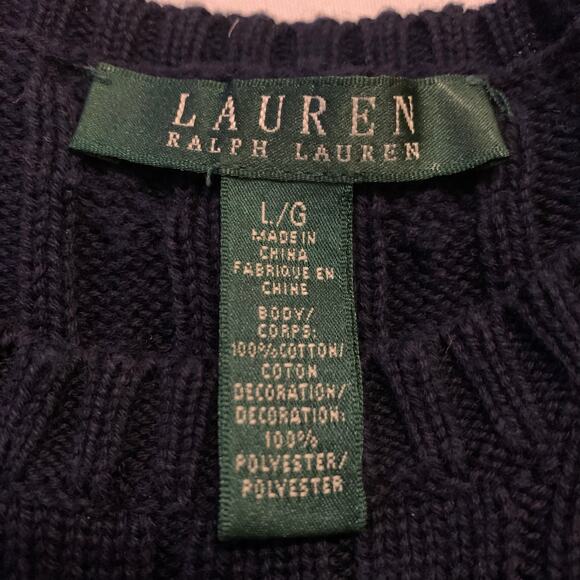 LAUREN
RALPH LAUREN
L/G
MADE IN
CHINA
FABRIQUE EN
CHINE
BODY/
CORPS:
100%COTTON/
COTON
DECORATION/
DECORATION:
100%
POLYESTER/
POLYESTER